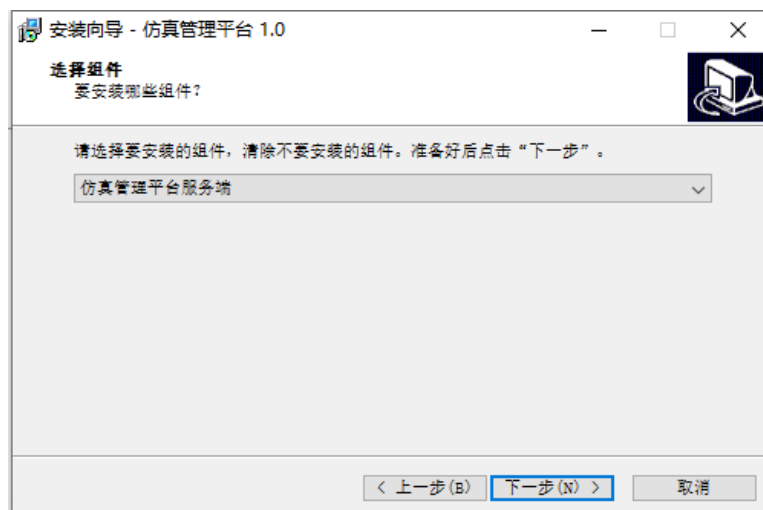 安装向导 - 仿真管理平台 1.0
选择组件
要安装哪些组件？
请选择要安装的组件，清除不要安装的组件。准备好后点击“下一步”。
仿真管理平台服务端
< 上一步(B)
下一步(N) >
取消